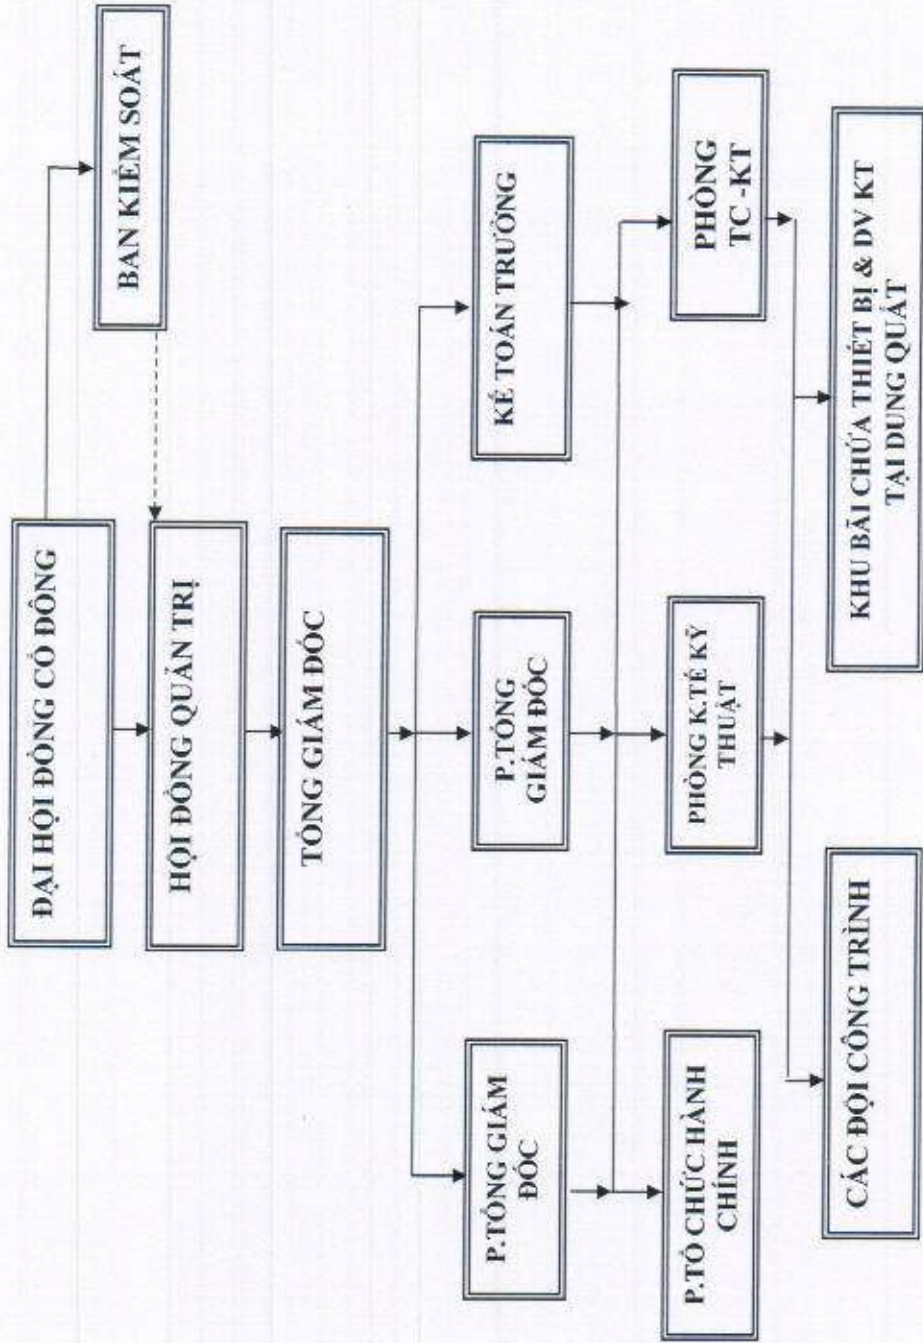 ĐẠI HỘI ĐỒNG CỔ ĐÔNG
BAN KIỂM SOÁT
HỘI ĐỒNG QUẢN TRỊ
TỔNG GIÁM ĐỐC
P.TỔNG GIÁM
ĐỐC
P.TỔNG
GIÁM ĐỐC
KẾ TOÁN TRƯỞNG
P.TỔ CHỨC HÀNH
CHÍNH
PHÒNG K.TẾ KỸ
THUẬT
PHÒNG
TC -KT
CÁC ĐỘI CÔNG TRÌNH
KHU BÃI CHỨA THIẾT BỊ & DV KT
TẠI DUNG QUẤT